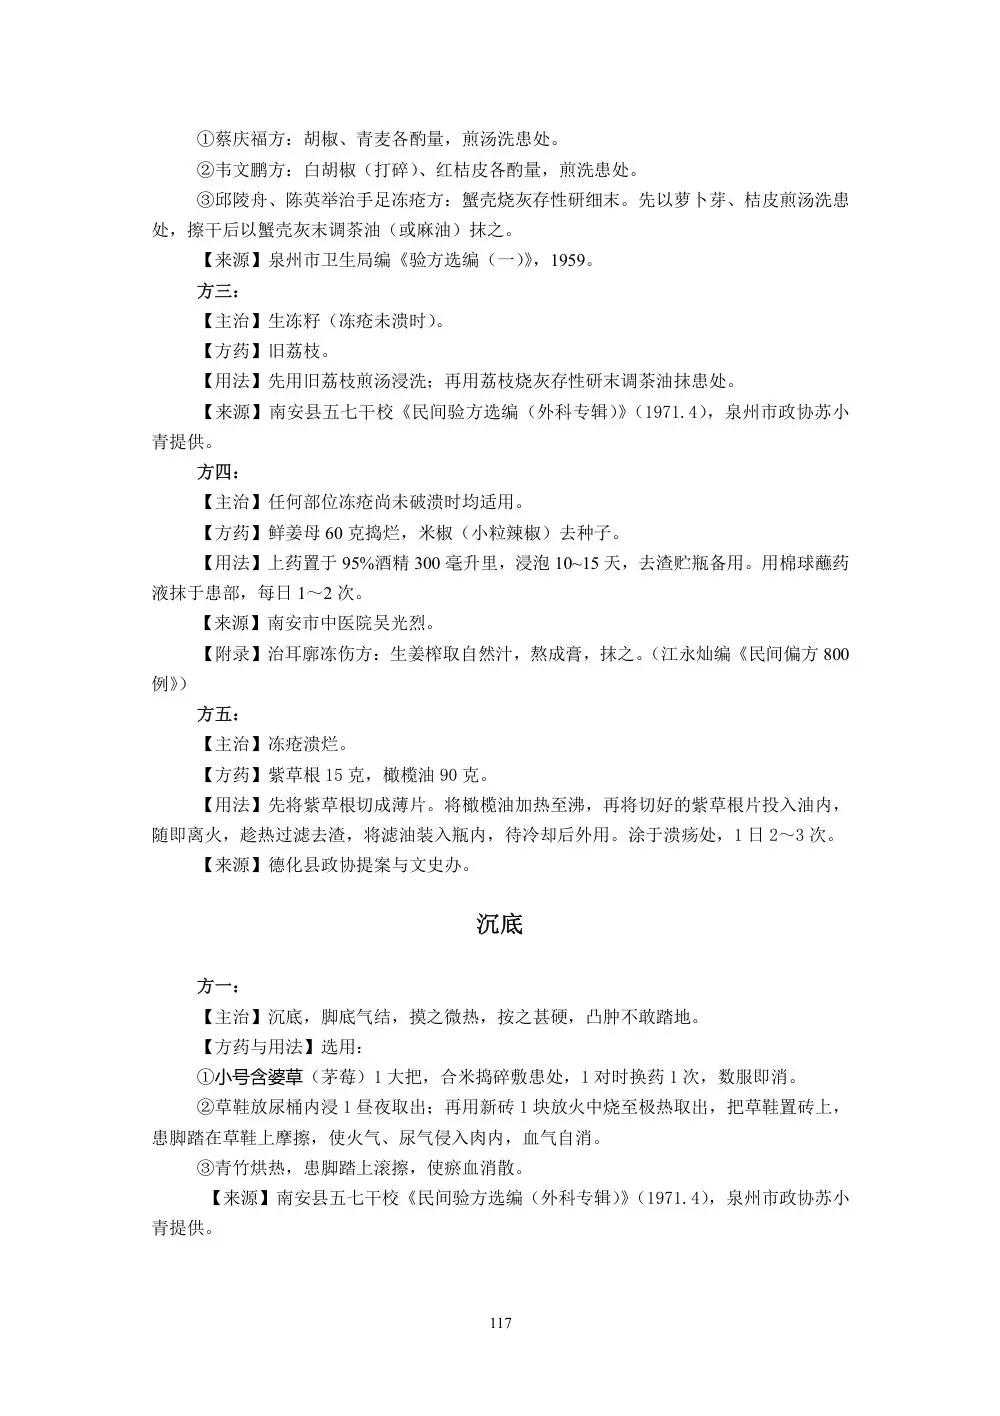 ①蔡庆福方：胡椒、青麦各酌量，煎汤洗患处。
②韦文鹏方：白胡椒（打碎）、红桔皮各酌量，煎洗患处。
③邱陵舟、陈英举治手足冻疮方：蟹壳烧灰存性研细末。先以萝卜芽、桔皮煎汤洗患
处，擦干后以蟹壳灰末调茶油（或麻油）抹之。
【来源】泉州市卫生局编《验方选编（一）》，1959。
方三：
【主治】生冻籽（冻疮未溃时）。
【方药】旧荔枝。
【用法】先用旧荔枝煎汤浸洗；再用荔枝烧灰存性研末调茶油抹患处。
【来源】南安县五七干校《民间验方选编（外科专辑）》（1971.4），泉州市政协苏小
青提供。
方四：
【主治】任何部位冻疮尚未破溃时均适用。
【方药】鲜姜母 60 克捣烂，米椒（小粒辣椒）去种子。
【用法】上药置于 95%酒精 300 毫升里，浸泡 10~15 天，去渣贮瓶备用。用棉球蘸药
液抹于患部，每日 1～2 次。
【来源】南安市中医院吴光烈。
【附录】治耳廓冻伤方：生姜榨取自然汁，熬成膏，抹之。（江永灿编《民间偏方 800
例》）
方五：
【主治】冻疮溃烂。
【方药】紫草根 15 克，橄榄油 90 克。
【用法】先将紫草根切成薄片。将橄榄油加热至沸，再将切好的紫草根片投入油内，
随即离火，趁热过滤去渣，将滤油装入瓶内，待冷却后外用。涂于溃疡处，1 日 2～3 次。
【来源】德化县政协提案与文史办。
沉底
方一：
【主治】沉底，脚底气结，摸之微热，按之甚硬，凸肿不敢踏地。
【方药与用法】选用：
①小号含婆草（茅莓）1 大把，合米捣碎敷患处，1 对时换药 1 次，数服即消。
②草鞋放尿桶内浸 1 昼夜取出；再用新砖 1 块放火中烧至极热取出，把草鞋置砖上，
患脚踏在草鞋上摩擦，使火气、尿气侵入肉内，血气自消。
③青竹烘热，患脚踏上滚擦，使瘀血消散。
【来源】南安县五七干校《民间验方选编（外科专辑）》（1971.4），泉州市政协苏小
青提供。
117